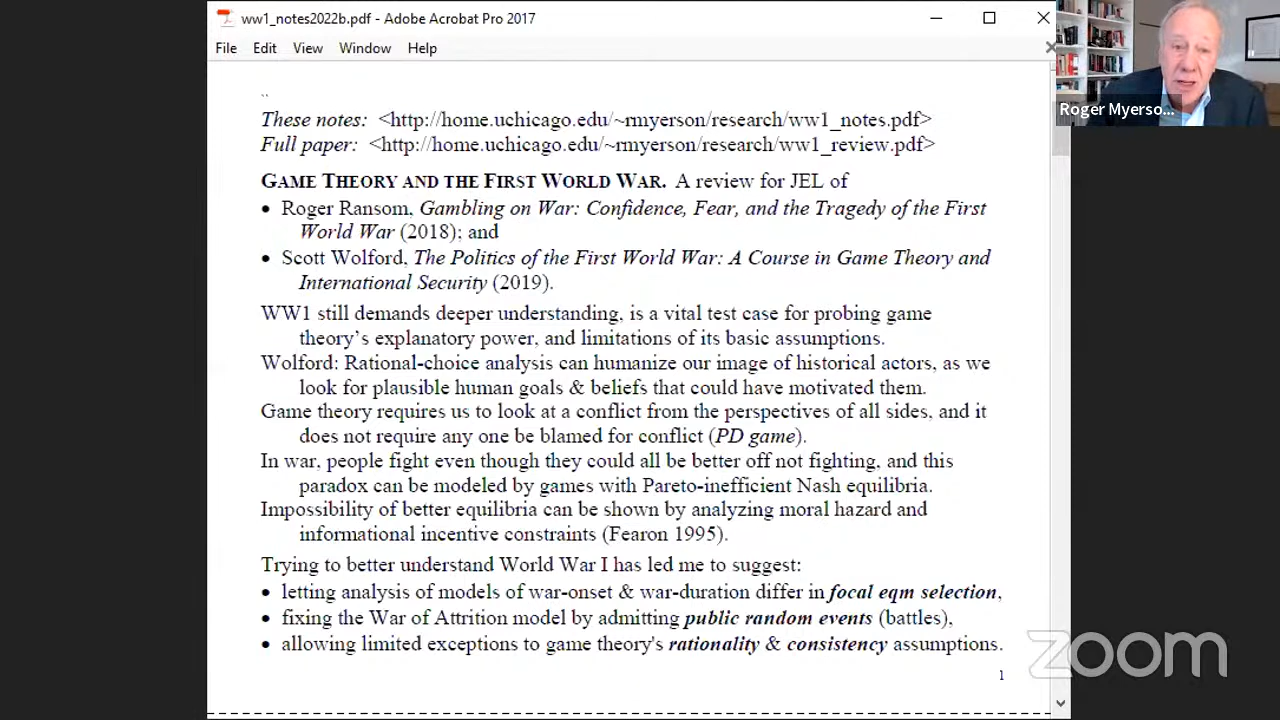 ww1_notes2022b.pdf - Adobe Acrobat Pro 2017
File Edit View Window Help
Roger Myerso...
``
These notes: <http://home.uchicago.edu/~rmyerson/research/ww1_notes.pdf>
Full paper: <http://home.uchicago.edu/~rmyerson/research/ww1_review.pdf>
GAME THEORY AND THE FIRST WORLD WAR. A review for JEL of
• Roger Ransom, Gambling on War: Confidence, Fear, and the Tragedy of the First
World War (2018); and
• Scott Wolford, The Politics of the First World War: A Course in Game Theory and
International Security (2019).
WW1 still demands deeper understanding, is a vital test case for probing game
theory's explanatory power, and limitations of its basic assumptions.
Wolford: Rational-choice analysis can humanize our image of historical actors, as we
look for plausible human goals & beliefs that could have motivated them.
Game theory requires us to look at a conflict from the perspectives of all sides, and it
does not require any one be blamed for conflict (PD game).
In war, people fight even though they could all be better off not fighting, and this
paradox can be modeled by games with Pareto-inefficient Nash equilibria.
Impossibility of better equilibria can be shown by analyzing moral hazard and
informational incentive constraints (Fearon 1995).
Trying to better understand World War I has led me to suggest:
• letting analysis of models of war-onset & war-duration differ in focal eqm selection,
• fixing the War of Attrition model by admitting public random events (battles),
• allowing limited exceptions to game theory's rationality & consistency assumptions.
1
zoom